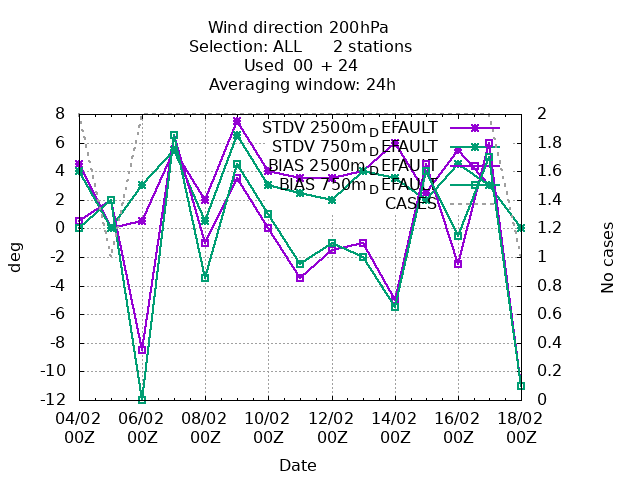 Wind direction 200hPa
Selection: ALL 2 stations
Used 00 + 24
Averaging window: 24h
8 2
6 1.8
4 1.6
2 1.4
0 1.2
-2 1
-4 0.8
-6 0.6
-8 0.4
-10 0.2
-12 0
STDV 2500m_DEFAULT
STDV 750m_DEFAULT
BIAS 2500m_DEFAULT
BIAS 750m_DEFAULT
CASES
deg
No cases
04/02 06/02 08/02 10/02 12/02 14/02 16/02 18/02
00Z 00Z 00Z 00Z 00Z 00Z 00Z 00Z
Date